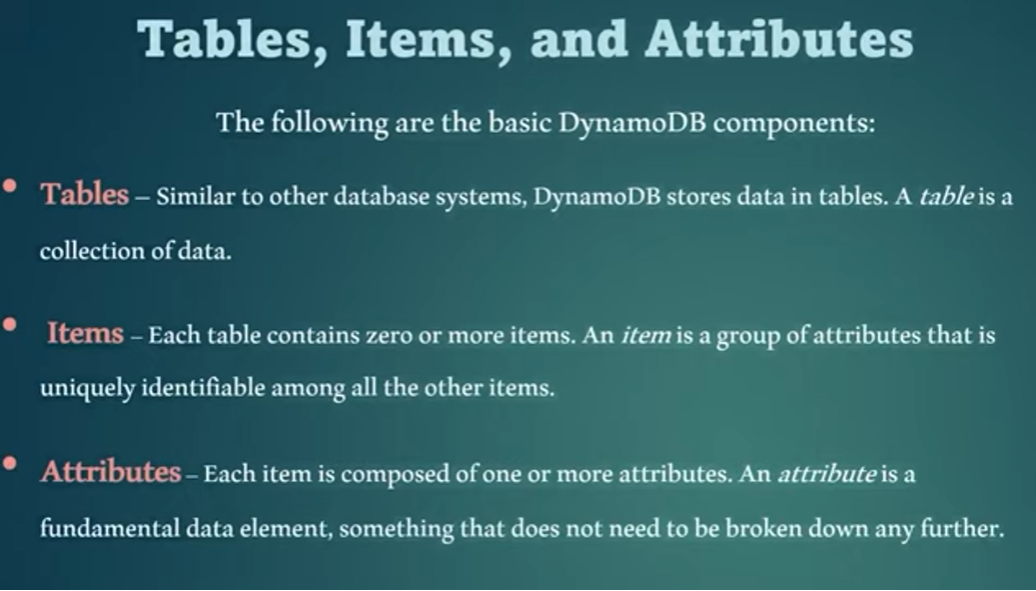 Tables, Items, and Attributes
The following are the basic DynamoDB components:
• Tables – Similar to other database systems, DynamoDB stores data in tables. A table is a
collection of data.
• Items – Each table contains zero or more items. An item is a group of attributes that is
uniquely identifiable among all the other items.
• Attributes – Each item is composed of one or more attributes. An attribute is a
fundamental data element, something that does not need to be broken down any further.